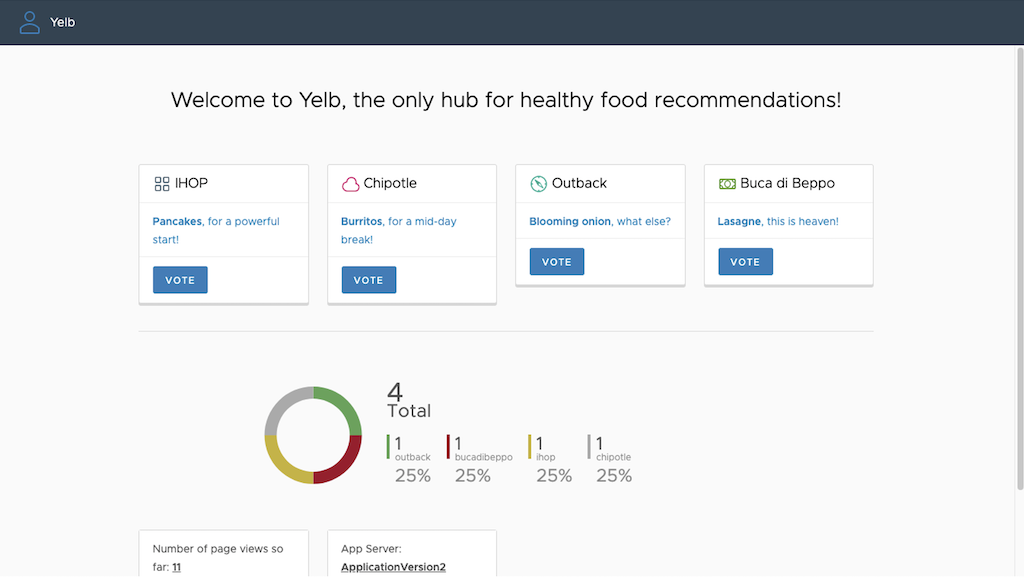 Yelb
Welcome to Yelb, the only hub for healthy food recommendations!
IHOP
Pancakes, for a powerful
start!
VOTE
Chipotle
Burritos, for a mid-day
break!
VOTE
Outback
Blooming onion, what else?
VOTE
Buca di Beppo
Lasagne, this is heaven!
VOTE
4
Total
1
outback
25%
1
bucadibeppo
25%
1
ihop
25%
1
chipotle
25%
Number of page views so
far: 11
App Server:
ApplicationVersion2